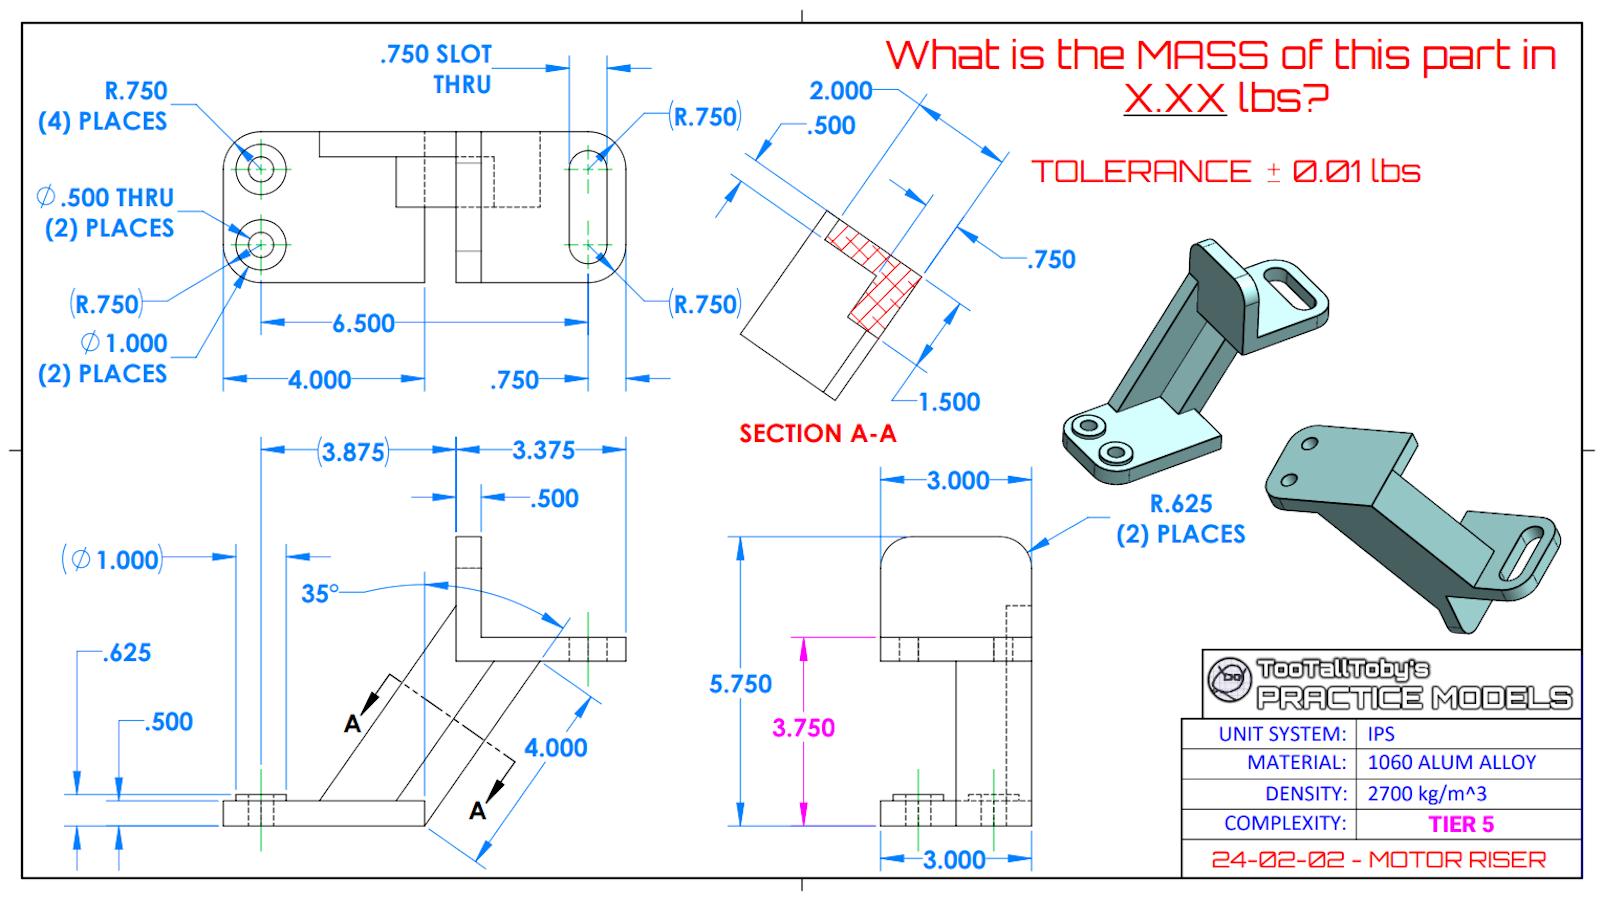 What is the MASS of this part in
X.XX lbs?
TOLERANCE ± 0.01 lbs
.750 SLOT
THRU
R.750
(4) PLACES
(R.750)
∅ .500 THRU
(2) PLACES
(R.750)
∅ 1.000
(2) PLACES
(R.750)
6.500
4.000
.750
2.000
.500
.750
1.500
SECTION A-A
(3.875)
3.375
.500
(∅ 1.000)
35°
.625
.500
A
A
4.000
3.000
R.625
(2) PLACES
5.750
3.750
3.000
TooTallToby's
PRACTICE MODELS
UNIT SYSTEM: IPS
MATERIAL: 1060 ALUM ALLOY
DENSITY: 2700 kg/m^3
COMPLEXITY: TIER 5
24-02-02 - MOTOR RISER